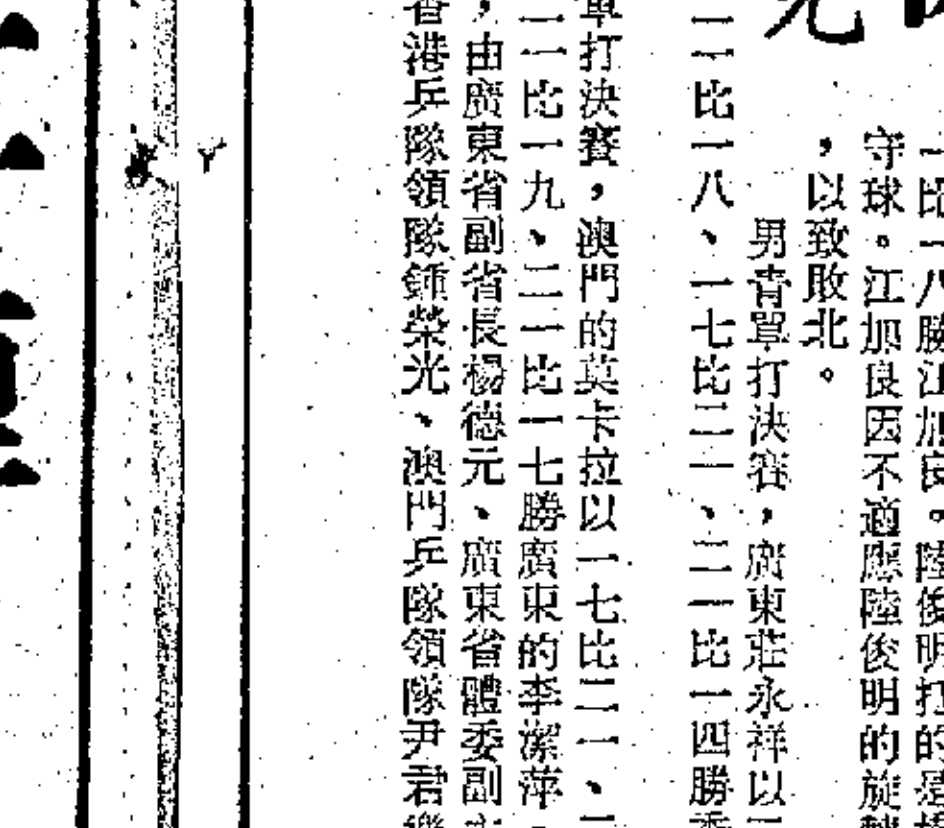 一比一八勝江加良。陸俊明打的是
守球。江加良因不適應陸後明的旋
，以致敗北。
男青單打決賽，廣東莊永祥以
二一比一八、一七比二一、二一比一四勝
單打決賽，澳門的莫卡拉以一七比二一、
二一比一九、二一比一七勝廣東的李潔萍。
，由廣東省副省長楊德元、廣東省體委副
香港乒隊領隊鍾榮光、澳門乒隊領隊尹君